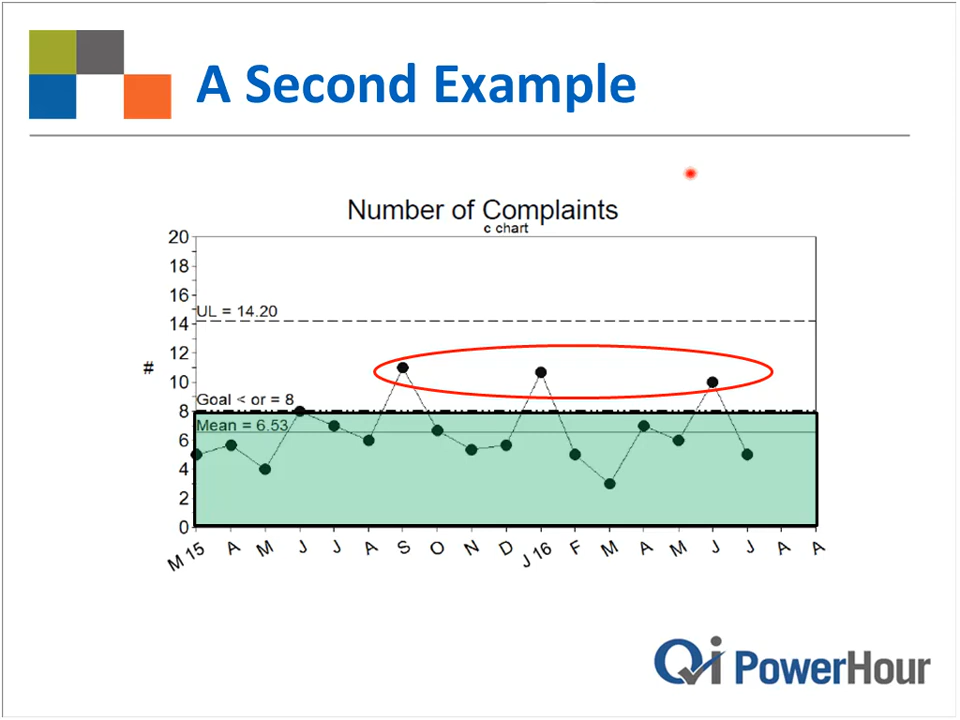 A Second Example
Number of Complaints
c chart
20
18
16
UL = 14.20
14
12
#
10
Goal < or = 8
8
Mean = 6.53
6
4
2
0
M 15 A M J J A S O N D J 16 F M A M J J A A
Qi PowerHour